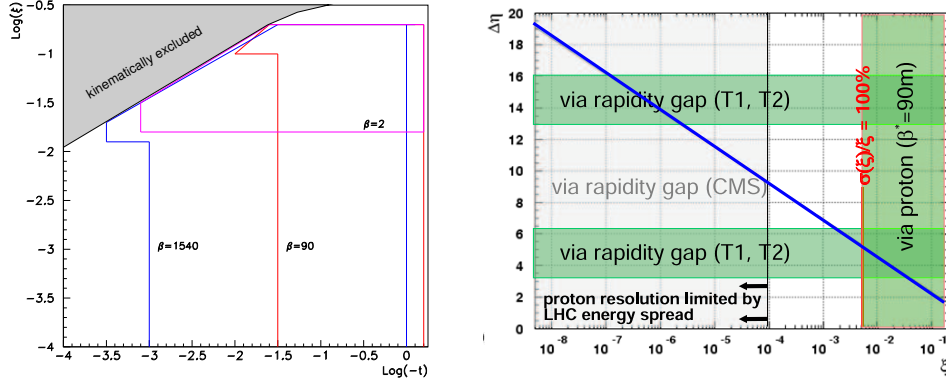 Log(ξ)
-0.5
-1
-1.5
-2
-2.5
-3
-3.5
-4
kinematically excluded
β=2
β=1540
β=90
-4
-3.5
-3
-2.5
-2
-1.5
-1
-0.5
0
Log(-t)
Δη
20
18
16
14
12
10
8
6
4
2
0
via rapidity gap (T1, T2)
via rapidity gap (CMS)
via rapidity gap (T1, T2)
proton resolution limited by
LHC energy spread
σ(ξ)/ξ = 100%
via proton (β*=90m)
10⁻⁸
10⁻⁷
10⁻⁶
10⁻⁵
10⁻⁴
10⁻³
10⁻²
10⁻¹
ξ